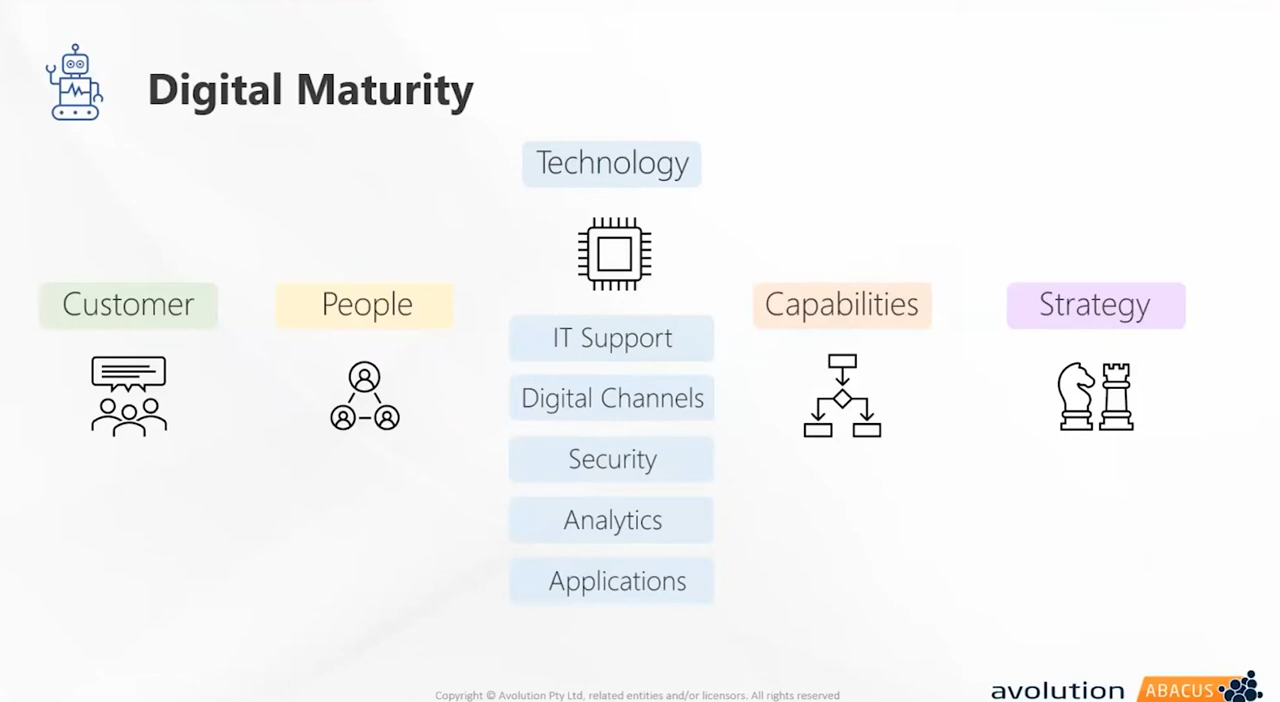 Digital Maturity
Technology
Customer
People
Capabilities
Strategy
IT Support
Digital Channels
Security
Analytics
Applications
Copyright © Avolution Pty Ltd, related entities and/or licensors. All rights reserved
avolution
ABACUS